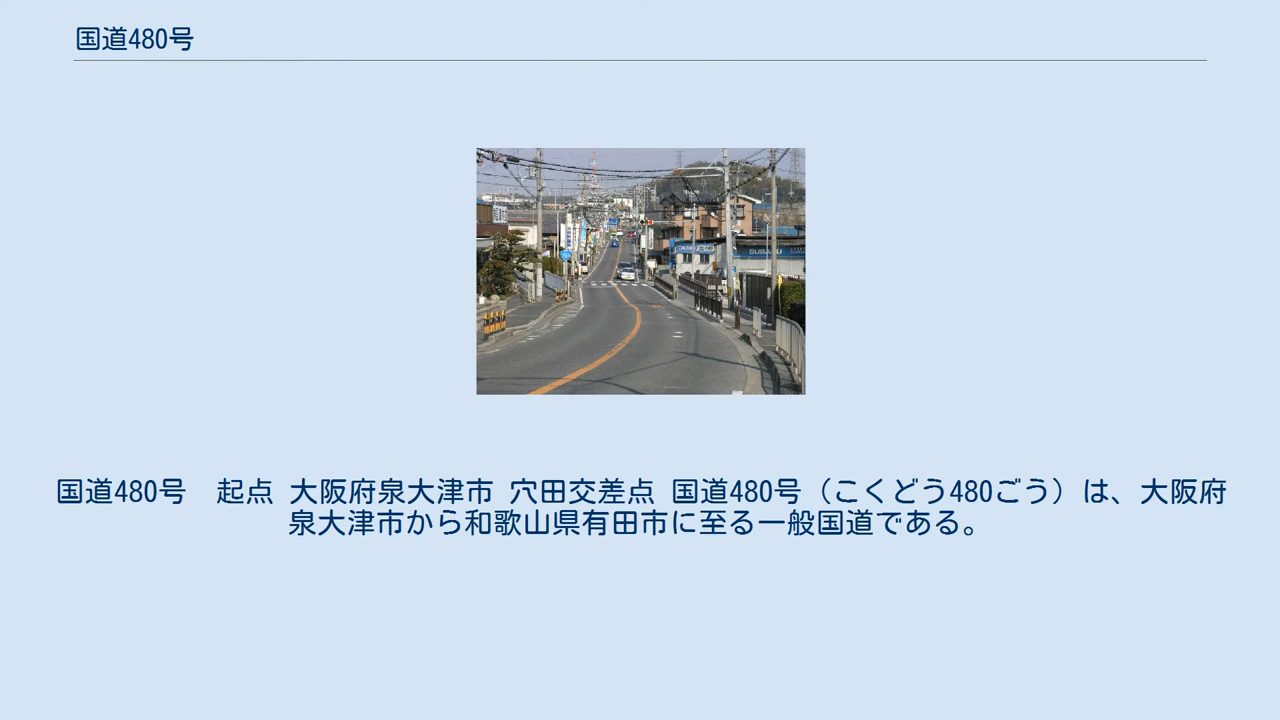 国道480号
SUBARU
国道480号　起点 大阪府泉大津市 穴田交差点 国道480号（こくどう480ごう）は、大阪府
泉大津市から和歌山県有田市に至る一般国道である。